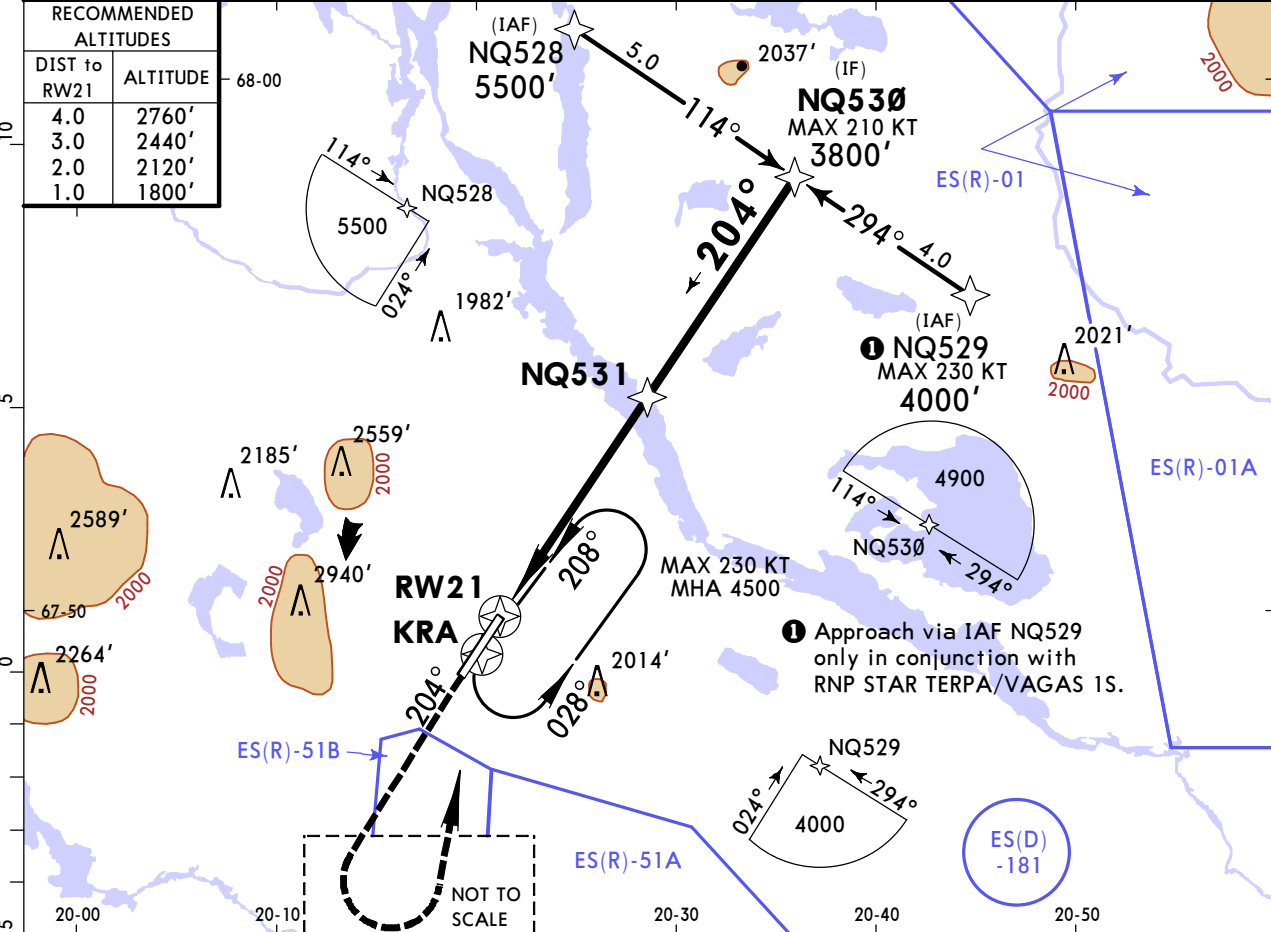 RECOMMENDED
ALTITUDES
DIST to
RW21
ALTITUDE
4.0 2760′
3.0 2440′
2.0 2120′
1.0 1800′
68-00
(IAF)
NQ528
5500′
5.0
114°
2037′
(IF)
NQ53Ø
MAX 210 KT
3800′
2000
10
114°
NQ528
5500
024°
ES(R)-01
204°
294°
4.0
1982′
(IAF)
❶ NQ529
MAX 230 KT
4000′
2021′
2000
NQ531
5
2559′
2000
2185′
4900
114°
NQ53Ø
294°
ES(R)-01A
2589′
2000
2940′
2000
208°
MAX 230 KT
MHA 4500
RW21
KRA
67-50
❶ Approach via IAF NQ529
only in conjunction with
RNP STAR TERPA/VAGAS 1S.
0
2264′
2000
204°
2014′
028°
ES(R)-51B
NQ529
024°
294°
4000
ES(R)-51A
ES(D)
-181
NOT TO
SCALE
5
20-00
20-10
20-30
20-40
20-50